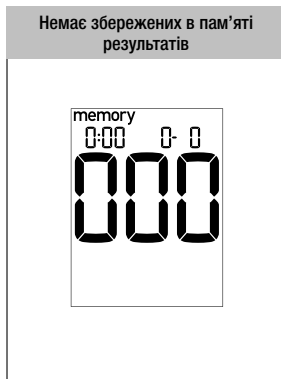 Немає збережених в пам’яті
результатів
memory
0:00 0- 0
000